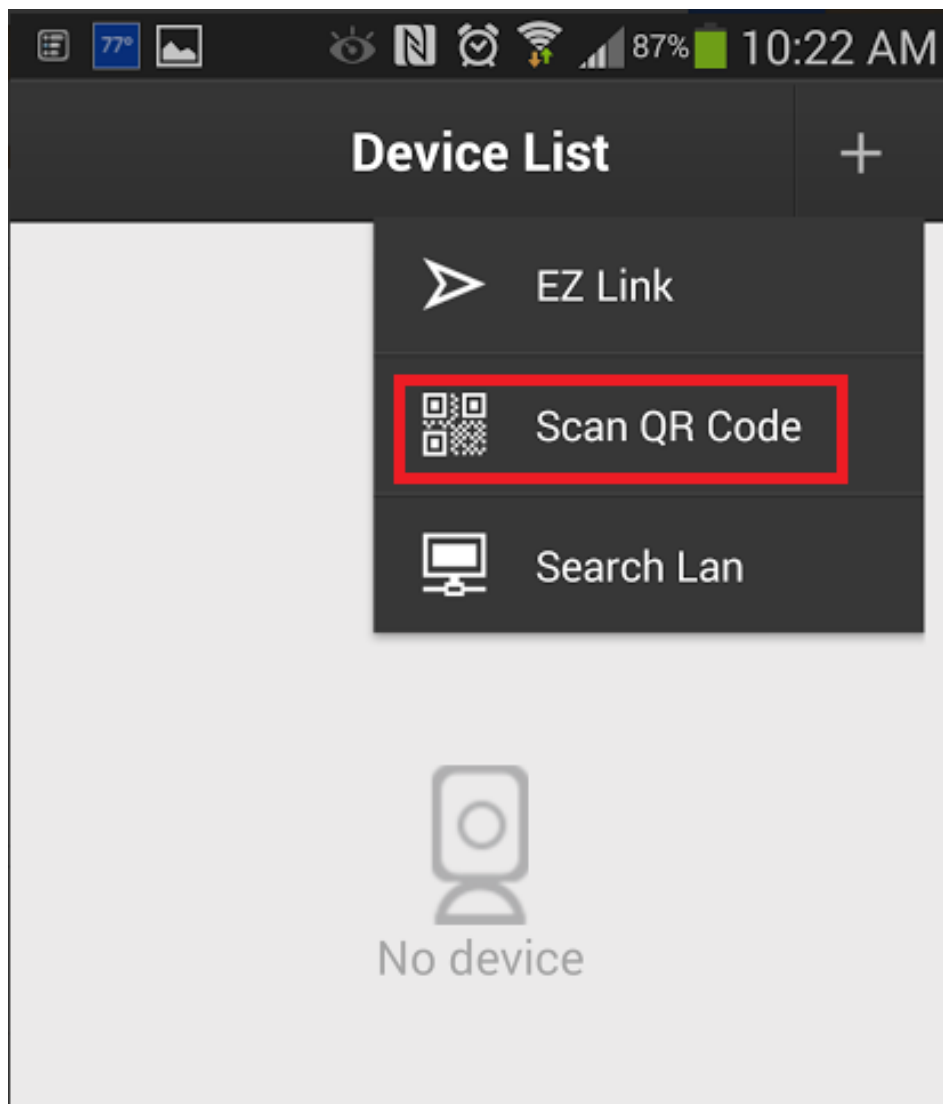 77° 87% 10:22 AM
Device List +
EZ Link
Scan QR Code
Search Lan
No device